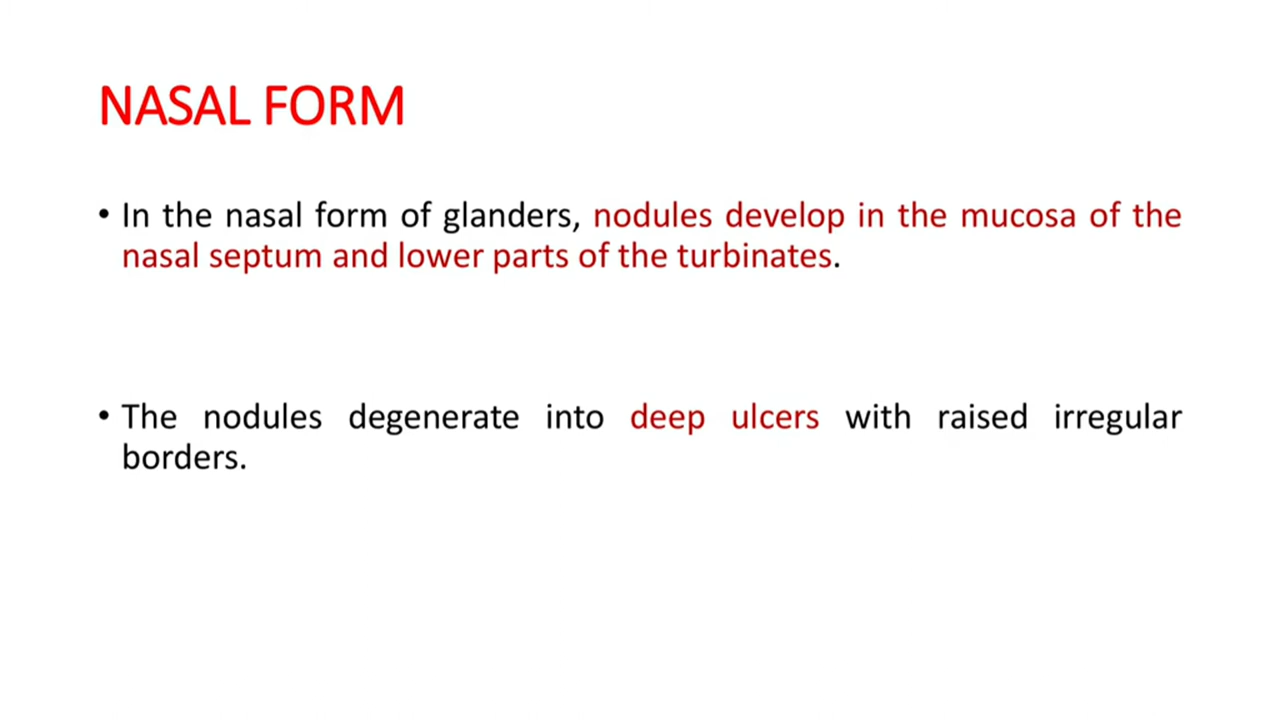 NASAL FORM
• In the nasal form of glanders, nodules develop in the mucosa of the
nasal septum and lower parts of the turbinates.
• The nodules degenerate into deep ulcers with raised irregular
borders.